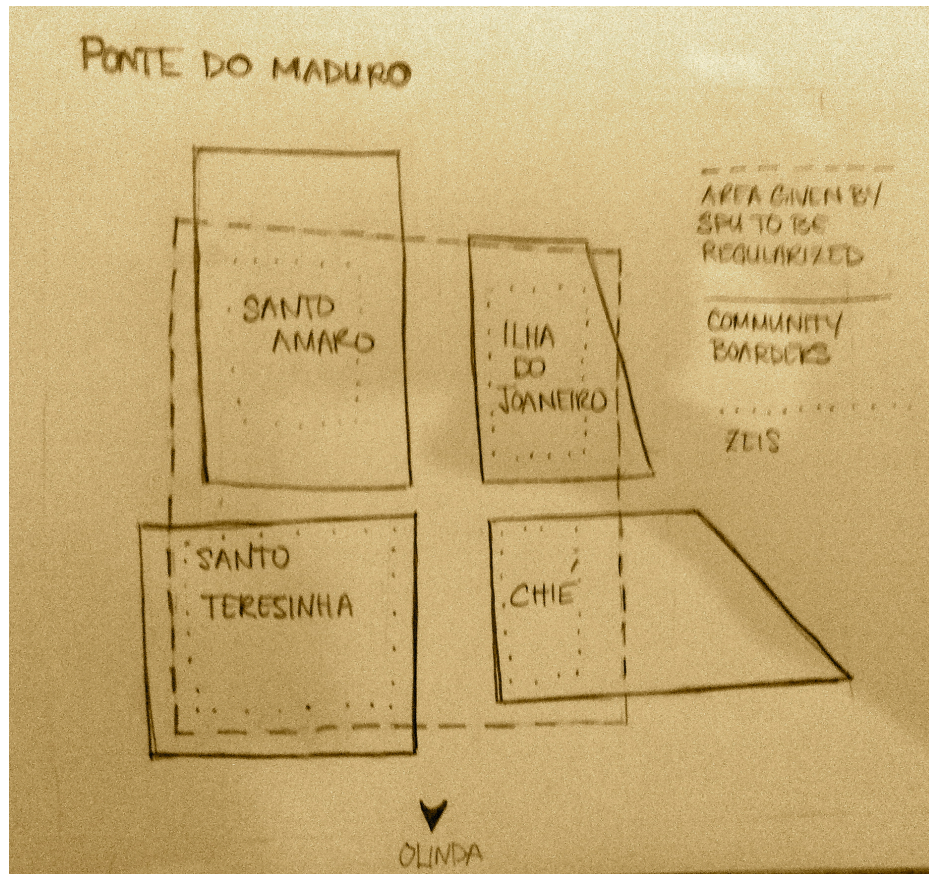 PONTE DO MADURO
AREA GIVEN BY
SPU TO BE
REGULARIZED
COMMUNITY
BOARDERS
ZEIS
SANTO
AMARO
ILHA
DO
JOANEIRO
SANTO
TERESINHA
CHIÉ
OLINDA